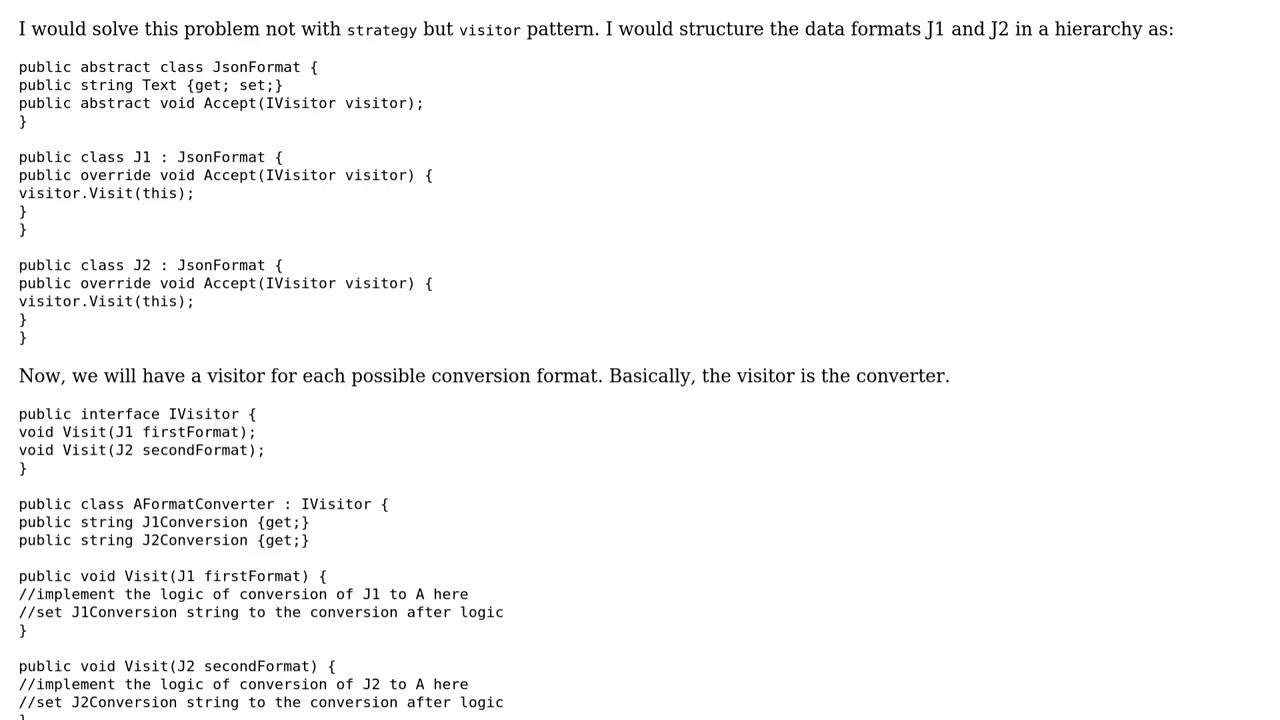 I would solve this problem not with strategy but visitor pattern. I would structure the data formats J1 and J2 in a hierarchy as:
public abstract class JsonFormat {
public string Text {get; set;}
public abstract void Accept(IVisitor visitor);
}
public class J1 : JsonFormat {
public override void Accept(IVisitor visitor) {
visitor.Visit(this);
}
}
public class J2 : JsonFormat {
public override void Accept(IVisitor visitor) {
visitor.Visit(this);
}
}
Now, we will have a visitor for each possible conversion format. Basically, the visitor is the converter.
public interface IVisitor {
void Visit(J1 firstFormat);
void Visit(J2 secondFormat);
}
public class AFormatConverter : IVisitor {
public string J1Conversion {get;}
public string J2Conversion {get;}
public void Visit(J1 firstFormat) {
//implement the logic of conversion of J1 to A here
//set J1Conversion string to the conversion after logic
}
public void Visit(J2 secondFormat) {
//implement the logic of conversion of J2 to A here
//set J2Conversion string to the conversion after logic
}